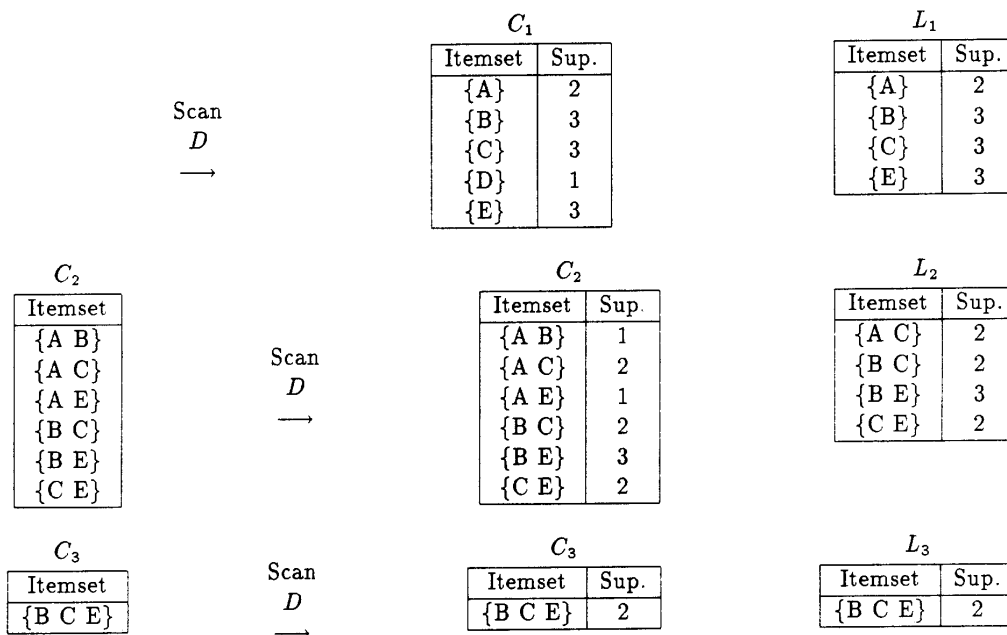 C₁
Itemset Sup.
{A} 2
{B} 3
{C} 3
{D} 1
{E} 3
L₁
Itemset Sup.
{A} 2
{B} 3
{C} 3
{E} 3
Scan
D
→
C₂
Itemset
{A B}
{A C}
{A E}
{B C}
{B E}
{C E}
Scan
D
→
C₂
Itemset Sup.
{A B} 1
{A C} 2
{A E} 1
{B C} 2
{B E} 3
{C E} 2
L₂
Itemset Sup.
{A C} 2
{B C} 2
{B E} 3
{C E} 2
C₃
Itemset
{B C E}
Scan
D
→
C₃
Itemset Sup.
{B C E} 2
L₃
Itemset Sup.
{B C E} 2